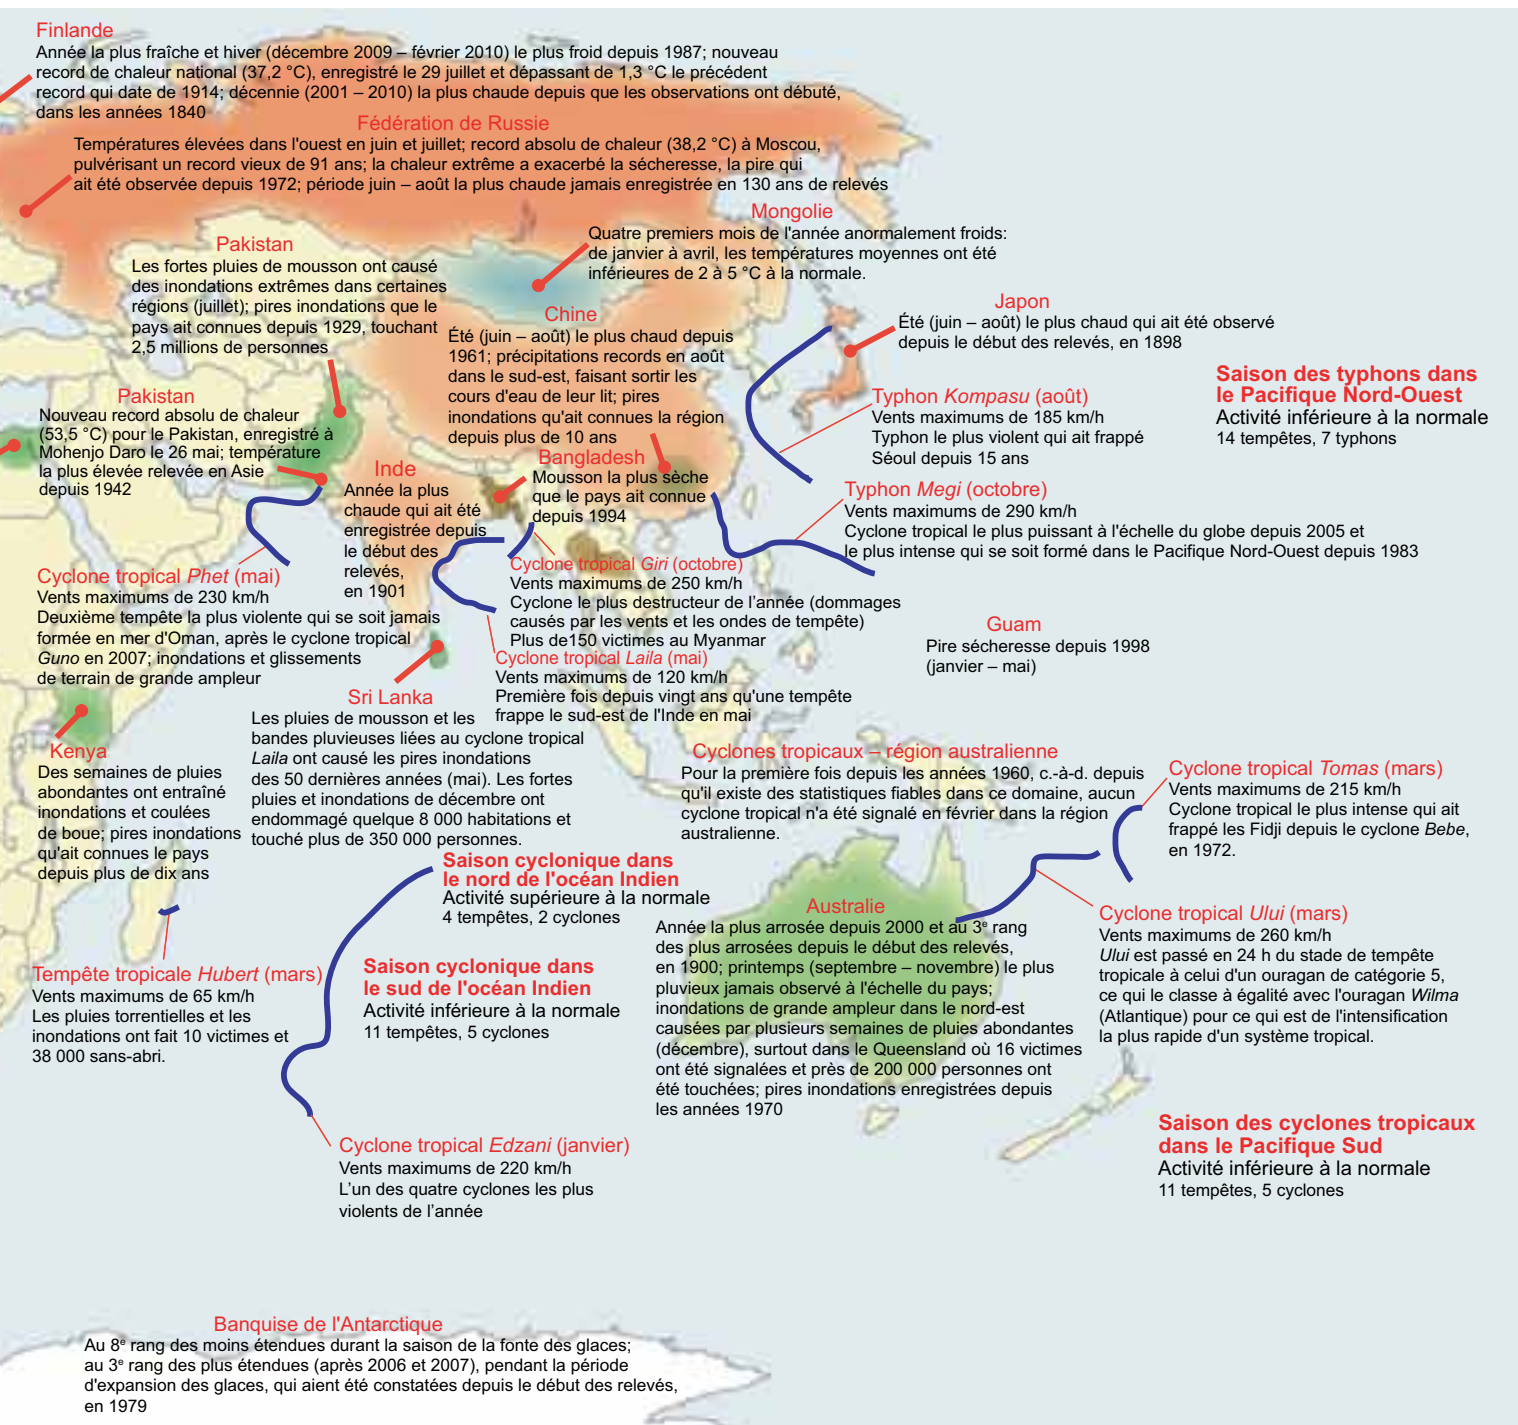 Finlande
Année la plus fraîche et hiver (décembre 2009 – février 2010) le plus froid depuis 1987; nouveau
record de chaleur national (37,2 °C), enregistré le 29 juillet et dépassant de 1,3 °C le précédent
record qui date de 1914; décennie (2001 – 2010) la plus chaude depuis que les observations ont débuté,
dans les années 1840
Fédération de Russie
Températures élevées dans l'ouest en juin et juillet; record absolu de chaleur (38,2 °C) à Moscou,
pulvérisant un record vieux de 91 ans; la chaleur extrême a exacerbé la sécheresse, la pire qui
ait été observée depuis 1972; période juin – août la plus chaude jamais enregistrée en 130 ans de relevés
Mongolie
Quatre premiers mois de l'année anormalement froids:
de janvier à avril, les températures moyennes ont été
inférieures de 2 à 5 °C à la normale.
Pakistan
Les fortes pluies de mousson ont causé
des inondations extrêmes dans certaines
régions (juillet); pires inondations que le
pays ait connues depuis 1929, touchant
2,5 millions de personnes
Chine
Été (juin – août) le plus chaud depuis
1961; précipitations records en août
dans le sud-est, faisant sortir les
cours d'eau de leur lit; pires
inondations qu'ait connues la région
depuis plus de 10 ans
Japon
Été (juin – août) le plus chaud qui ait été observé
depuis le début des relevés, en 1898
Saison des typhons dans
le Pacifique Nord-Ouest
Activité inférieure à la normale
14 tempêtes, 7 typhons
Pakistan
Nouveau record absolu de chaleur
(53,5 °C) pour le Pakistan, enregistré à
Mohenjo Daro le 26 mai; température
la plus élevée relevée en Asie
depuis 1942
Typhon Kompasu (août)
Vents maximums de 185 km/h
Typhon le plus violent qui ait frappé
Séoul depuis 15 ans
Inde
Année la plus
chaude qui ait été
enregistrée depuis
le début des
relevés,
en 1901
Bangladesh
Mousson la plus sèche
que le pays ait connue
depuis 1994
Typhon Megi (octobre)
Vents maximums de 290 km/h
Cyclone tropical le plus puissant à l'échelle du globe depuis 2005 et
le plus intense qui se soit formé dans le Pacifique Nord-Ouest depuis 1983
Cyclone tropical Phet (mai)
Vents maximums de 230 km/h
Deuxième tempête la plus violente qui se soit jamais
formée en mer d'Oman, après le cyclone tropical
Guno en 2007; inondations et glissements
de terrain de grande ampleur
Cyclone tropical Giri (octobre)
Vents maximums de 250 km/h
Cyclone le plus destructeur de l'année (dommages
causés par les vents et les ondes de tempête)
Plus de150 victimes au Myanmar
Cyclone tropical Laila (mai)
Vents maximums de 120 km/h
Première fois depuis vingt ans qu'une tempête
frappe le sud-est de l'Inde en mai
Guam
Pire sécheresse depuis 1998
(janvier – mai)
Sri Lanka
Les pluies de mousson et les
bandes pluvieuses liées au cyclone tropical
Laila ont causé les pires inondations
des 50 dernières années (mai). Les fortes
pluies et inondations de décembre ont
endommagé quelque 8 000 habitations et
touché plus de 350 000 personnes.
Kenya
Des semaines de pluies
abondantes ont entraîné
inondations et coulées
de boue; pires inondations
qu'ait connues le pays
depuis plus de dix ans
Cyclones tropicaux – région australienne
Pour la première fois depuis les années 1960, c.-à-d. depuis
qu'il existe des statistiques fiables dans ce domaine, aucun
cyclone tropical n'a été signalé en février dans la région
australienne.
Cyclone tropical Tomas (mars)
Vents maximums de 215 km/h
Cyclone tropical le plus intense qui ait
frappé les Fidji depuis le cyclone Bebe,
en 1972.
Saison cyclonique dans
le nord de l'océan Indien
Activité supérieure à la normale
4 tempêtes, 2 cyclones
Australie
Année la plus arrosée depuis 2000 et au 3e rang
des plus arrosées depuis le début des relevés,
en 1900; printemps (septembre – novembre) le plus
pluvieux jamais observé à l'échelle du pays;
inondations de grande ampleur dans le nord-est
causées par plusieurs semaines de pluies abondantes
(décembre), surtout dans le Queensland où 16 victimes
ont été signalées et près de 200 000 personnes ont
été touchées; pires inondations enregistrées depuis
les années 1970
Cyclone tropical Ului (mars)
Vents maximums de 260 km/h
Ului est passé en 24 h du stade de tempête
tropicale à celui d'un ouragan de catégorie 5,
ce qui le classe à égalité avec l'ouragan Wilma
(Atlantique) pour ce qui est de l'intensification
la plus rapide d'un système tropical.
Tempête tropicale Hubert (mars)
Vents maximums de 65 km/h
Les pluies torrentielles et les
inondations ont fait 10 victimes et
38 000 sans-abri.
Saison cyclonique dans
le sud de l'océan Indien
Activité inférieure à la normale
11 tempêtes, 5 cyclones
Cyclone tropical Edzani (janvier)
Vents maximums de 220 km/h
L'un des quatre cyclones les plus
violents de l'année
Saison des cyclones tropicaux
dans le Pacifique Sud
Activité inférieure à la normale
11 tempêtes, 5 cyclones
Banquise de l'Antarctique
Au 8e rang des moins étendues durant la saison de la fonte des glaces;
au 3e rang des plus étendues (après 2006 et 2007), pendant la période
d'expansion des glaces, qui aient été constatées depuis le début des relevés,
en 1979